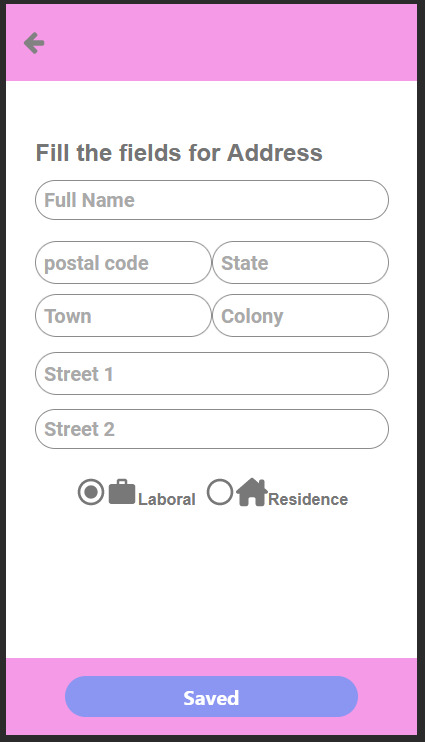 Fill the fields for Address
Full Name
postal code State
Town Colony
Street 1
Street 2
Laboral Residence
Saved